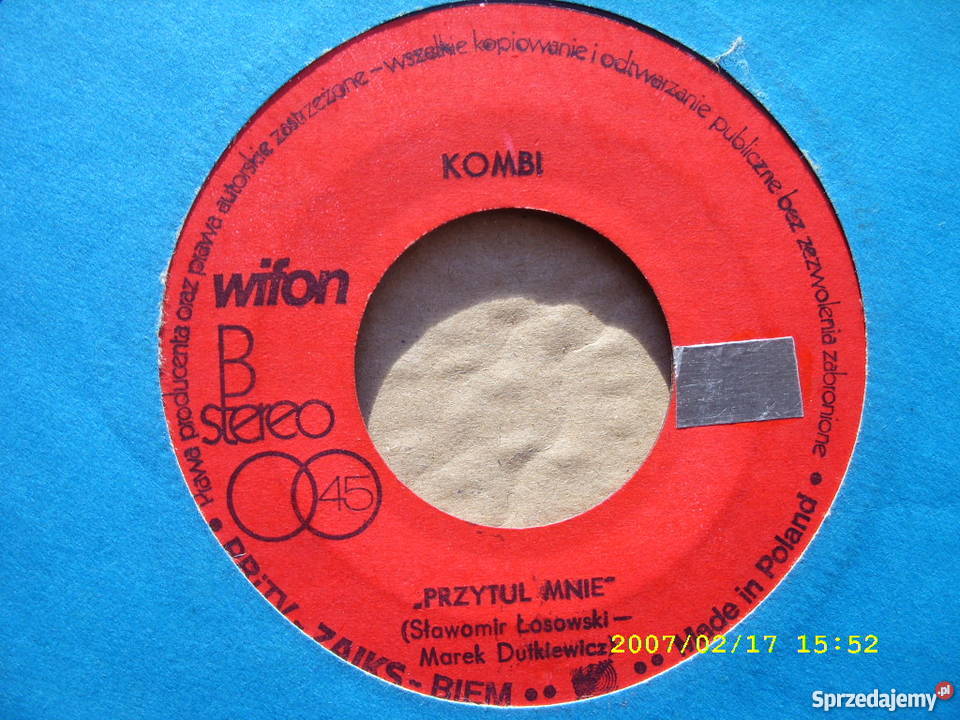 Prawa producenta oraz prawa autorskie zastrzeżone – wszelkie kopiowanie i odtwarzanie publiczne bez zezwolenia zabronione
KOMBI
wifon
B
stereo
45
„PRZYTUL MNIE"
(Sławomir Łosowski –
Marek Dutkiewicz)
PRiTV - ZAIKS - BIEM
Made in Poland
2007/02/17 15:52
Sprzedajemy.pl